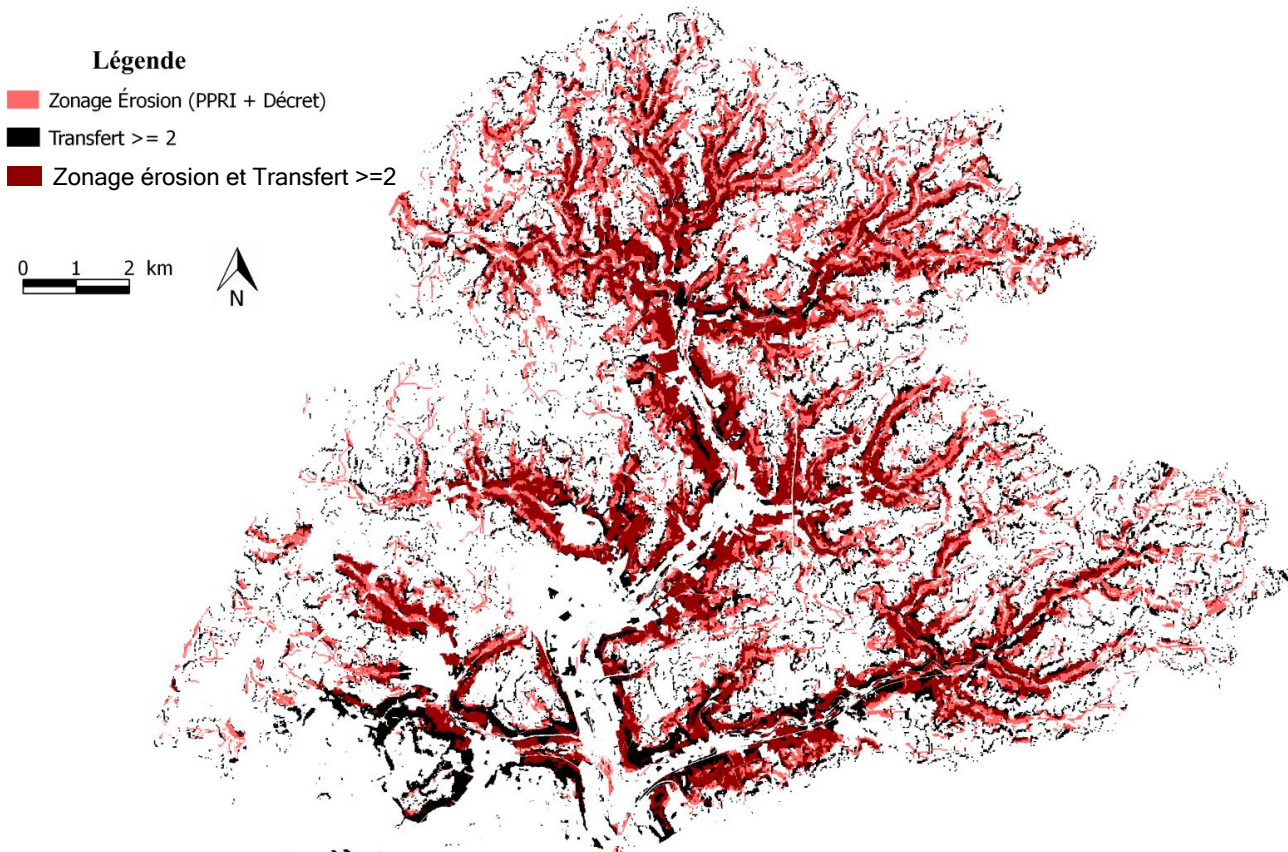 Légende
Zonage Érosion (PPRI + Décret)
Transfert >= 2
Zonage érosion et Transfert >=2
0 1 2 km
N